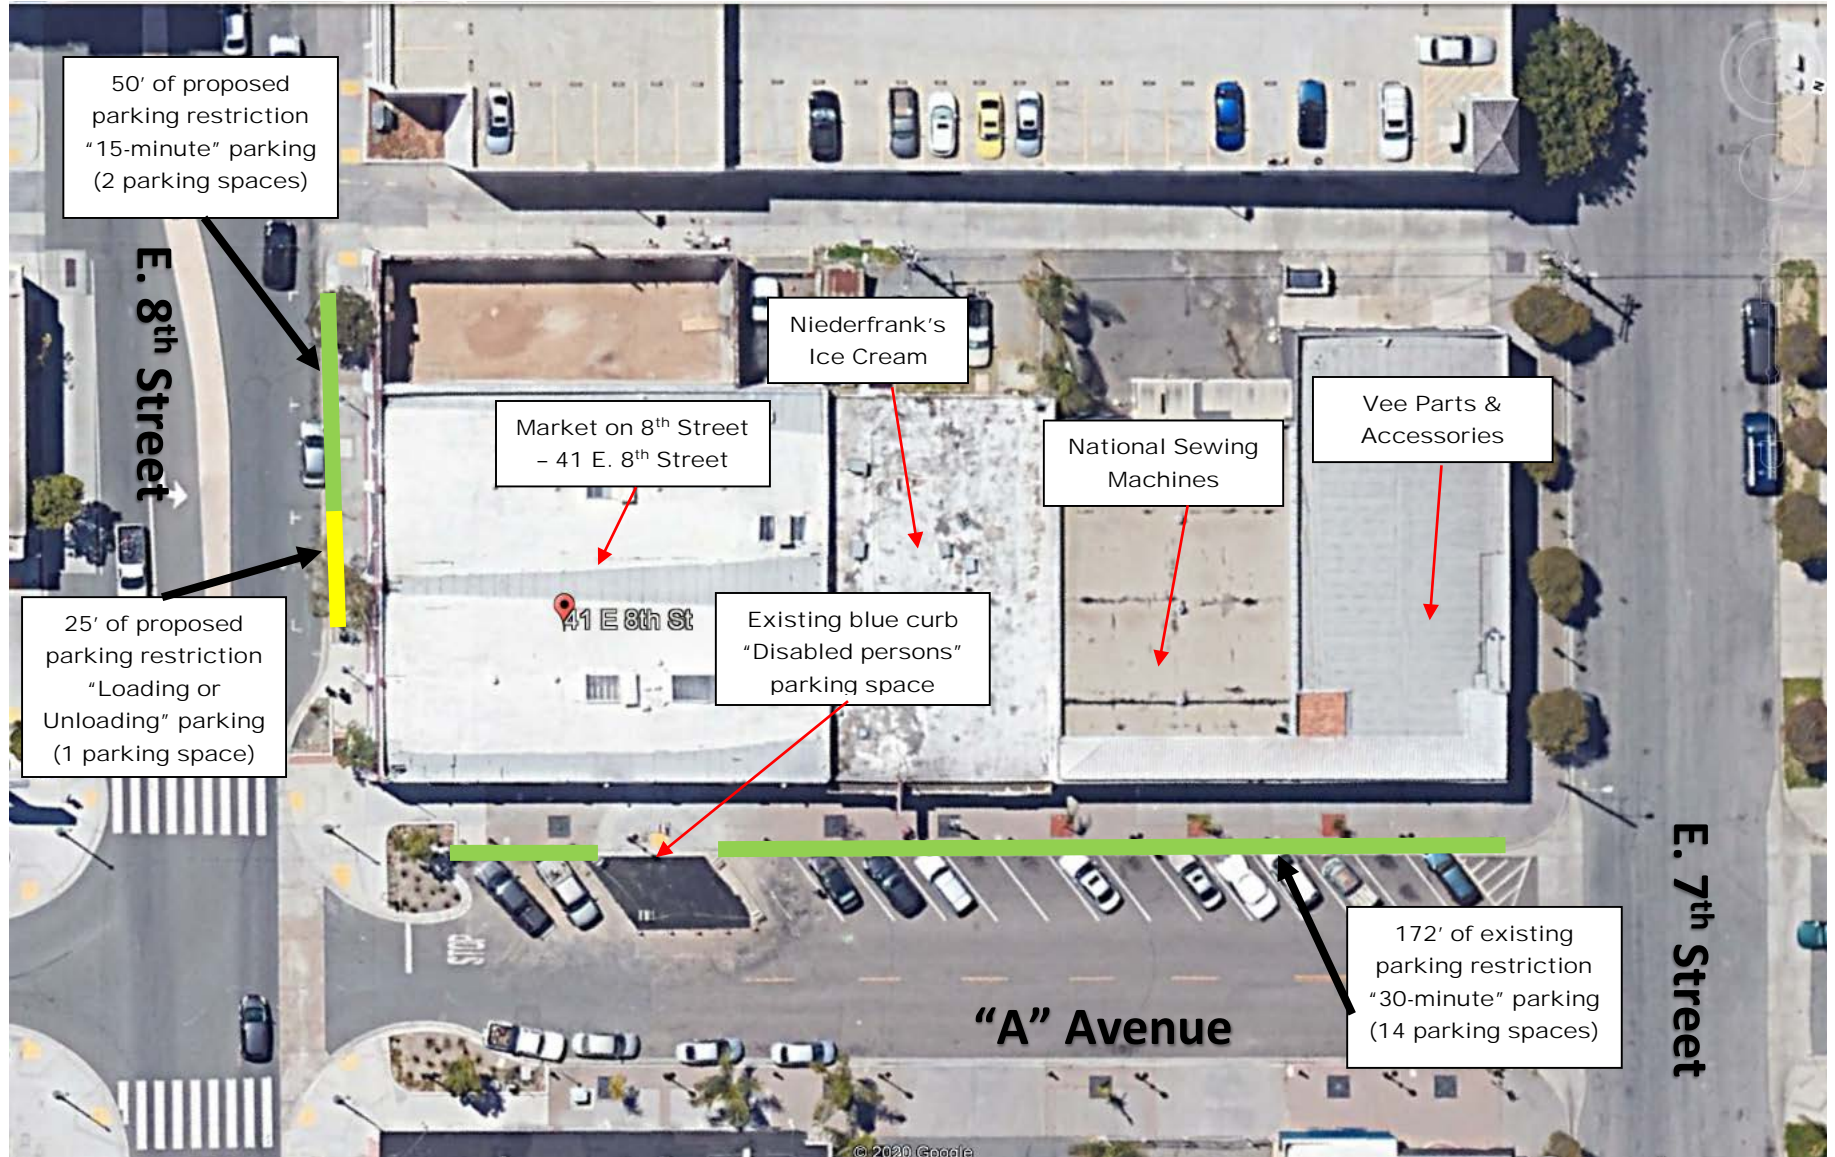 50' of proposed
parking restriction
"15-minute" parking
(2 parking spaces)
E. 8th Street
25' of proposed
parking restriction
"Loading or
Unloading" parking
(1 parking space)
Market on 8th Street
– 41 E. 8th Street
Niederfrank's
Ice Cream
National Sewing
Machines
Vee Parts &
Accessories
41 E 8th St
Existing blue curb
"Disabled persons"
parking space
172' of existing
parking restriction
"30-minute" parking
(14 parking spaces)
STOP
"A" Avenue
E. 7th Street
N
© 2020 Google